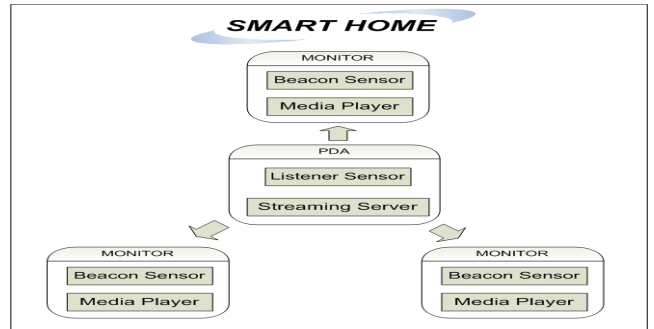 SMART HOME
MONITOR
Beacon Sensor
Media Player
PDA
Listener Sensor
Streaming Server
MONITOR
Beacon Sensor
Media Player
MONITOR
Beacon Sensor
Media Player